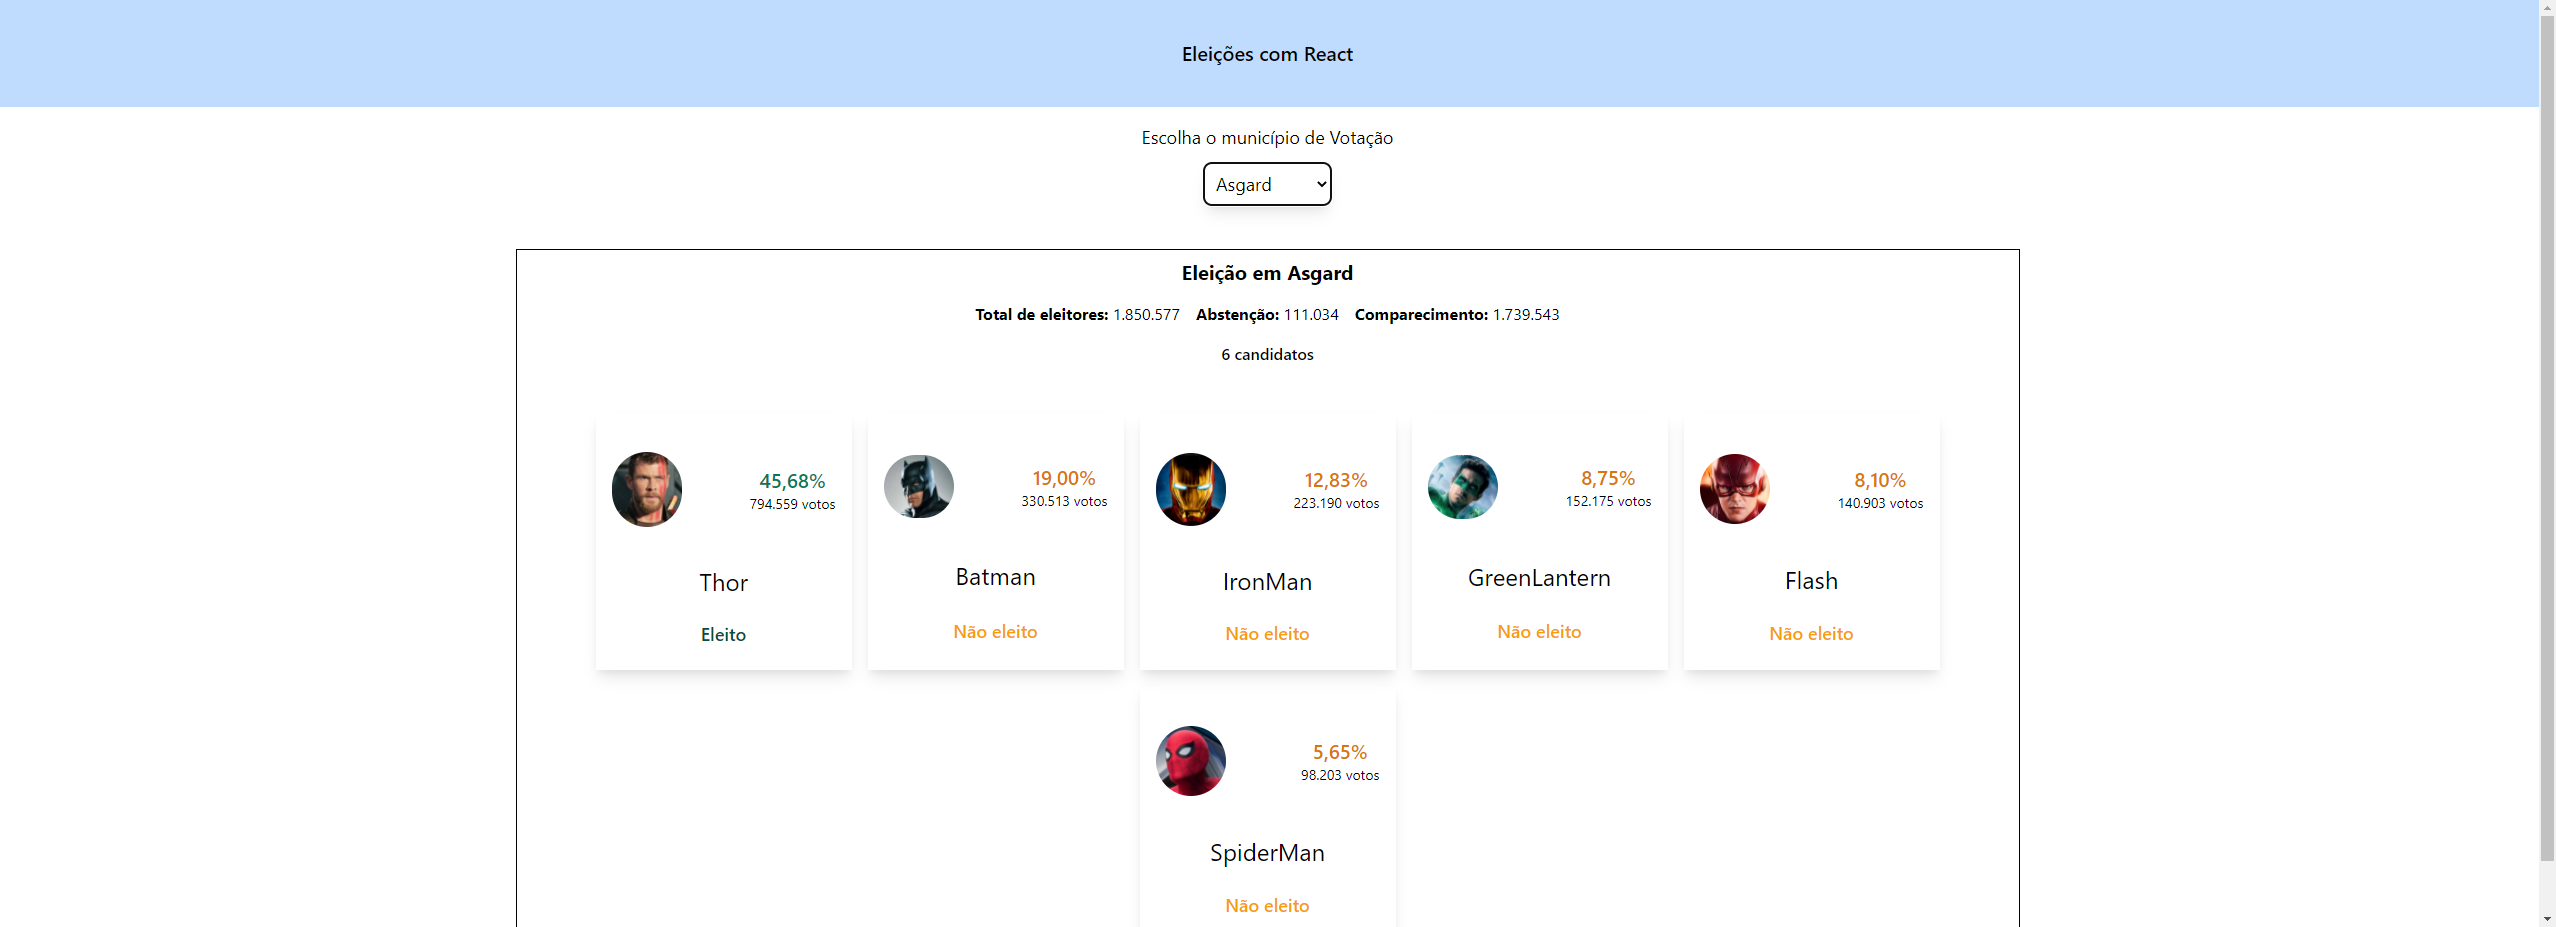 Eleições com React
Escolha o município de Votação
Asgard
Eleição em Asgard
Total de eleitores: 1.850.577 Abstenção: 111.034 Comparecimento: 1.739.543
6 candidatos
45,68%
794.559 votos
Thor
Eleito
19,00%
330.513 votos
Batman
Não eleito
12,83%
223.190 votos
IronMan
Não eleito
8,75%
152.175 votos
GreenLantern
Não eleito
8,10%
140.903 votos
Flash
Não eleito
5,65%
98.203 votos
SpiderMan
Não eleito